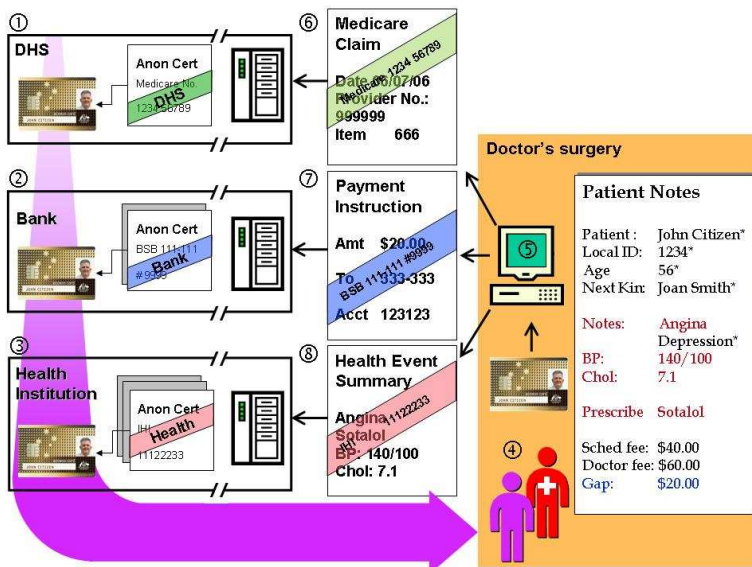 ①
DHS
Anon Cert
Medicare No.
1234 56789
DHS
JOHN CITIZEN
②
Bank
Anon Cert
BSB 111-111
#9999
Bank
JOHN CITIZEN
③
Health
Institution
Anon Cert
IHI
11122233
Health
JOHN CITIZEN
⑥
Medicare
Claim
Date 06/07/06
Provider No.:
999999
Item 666
Medicare 1234 56789
⑦
Payment
Instruction
Amt $20.00
To 333-333
Acct 123123
BSB 111-111 #9999
⑧
Health Event
Summary
Angina
Sotalol
BP: 140/100
Chol: 7.1
IHI 11122233
Doctor's surgery
⑤
JOHN CITIZEN
④
Patient Notes
Patient : John Citizen*
Local ID: 1234*
Age 56*
Next Kin: Joan Smith*
Notes: Angina
Depression*
BP: 140/100
Chol: 7.1
Prescribe Sotalol
Sched fee: $40.00
Doctor fee: $60.00
Gap: $20.00